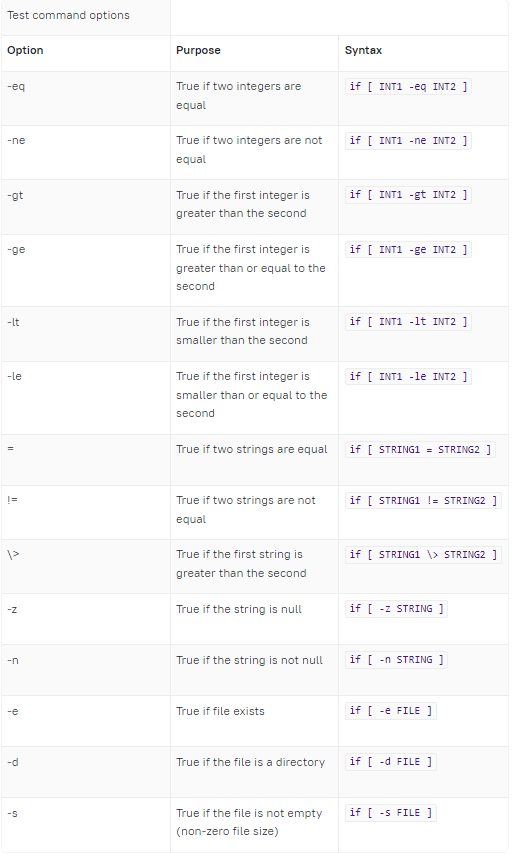 Test command options
Option Purpose Syntax
-eq True if two integers are if [ INT1 -eq INT2 ]
equal
-ne True if two integers are not if [ INT1 -ne INT2 ]
equal
-gt True if the first integer is if [ INT1 -gt INT2 ]
greater than the second
-ge True if the first integer is if [ INT1 -ge INT2 ]
greater than or equal to the
second
-lt True if the first integer is if [ INT1 -lt INT2 ]
smaller than the second
-le True if the first integer is if [ INT1 -le INT2 ]
smaller than or equal to the
second
= True if two strings are equal if [ STRING1 = STRING2 ]
!= True if two strings are not if [ STRING1 != STRING2 ]
equal
\> True if the first string is if [ STRING1 \> STRING2 ]
greater than the second
-z True if the string is null if [ -z STRING ]
-n True if the string is not null if [ -n STRING ]
-e True if file exists if [ -e FILE ]
-d True if the file is a directory if [ -d FILE ]
-s True if the file is not empty if [ -s FILE ]
(non-zero file size)